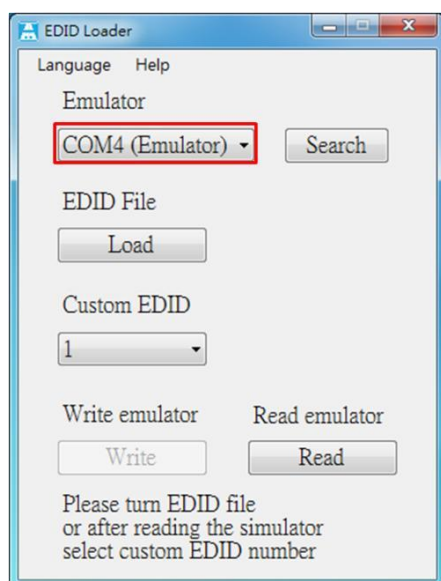 EDID Loader
Language Help
Emulator
COM4 (Emulator) Search
EDID File
Load
Custom EDID
1
Write emulator Read emulator
Write Read
Please turn EDID file
or after reading the simulator
select custom EDID number